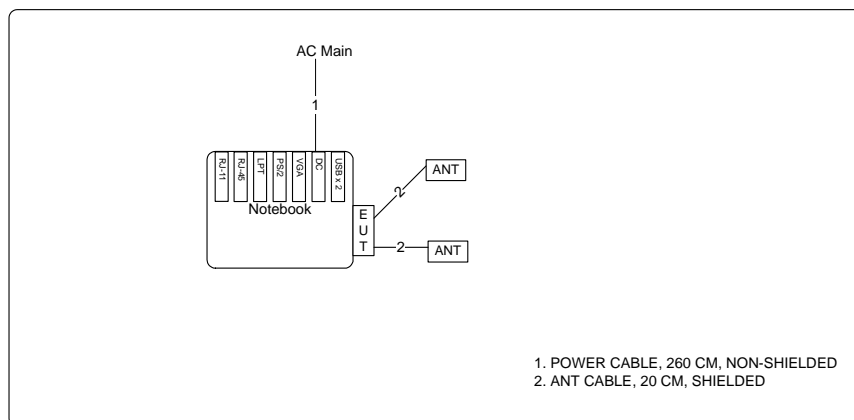 AC Main
1
RJ-11
RJ-45
LPT
PS/2
VGA
DC
USB x 2
Notebook
E
U
T
2
ANT
2
ANT
1. POWER CABLE, 260 CM, NON-SHIELDED
2. ANT CABLE, 20 CM, SHIELDED